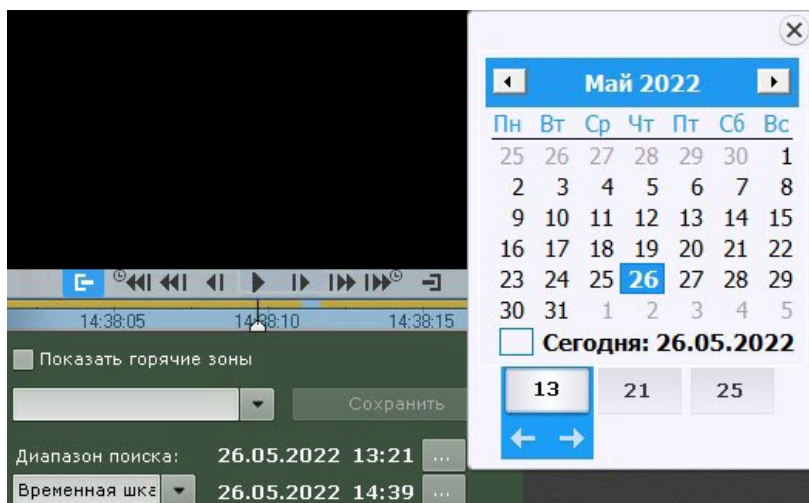 Май 2022
Пн Вт Ср Чт Пт Сб Вс
25 26 27 28 29 30 1
2 3 4 5 6 7 8
9 10 11 12 13 14 15
16 17 18 19 20 21 22
23 24 25 26 27 28 29
30 31 1 2 3 4 5
Сегодня: 26.05.2022
13 21 25
14:38:05 14:38:10 14:38:15
Показать горячие зоны
Сохранить
Диапазон поиска: 26.05.2022 13:21 ...
Временная шка 26.05.2022 14:39 ...